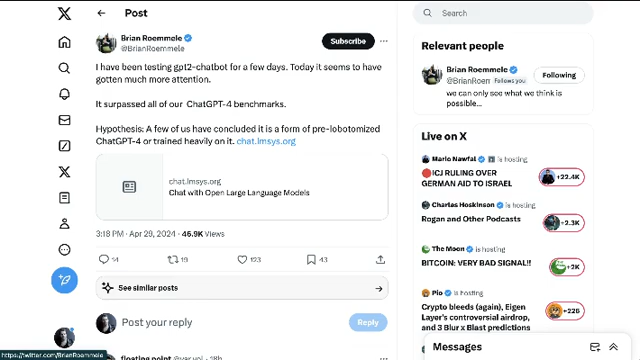 Post
Search
Brian Roemmele
@BrianRoemmele
Subscribe
I have been testing gpt2-chatbot for a few days. Today it seems to have
gotten much more attention.
It surpassed all of our ChatGPT-4 benchmarks.
Hypothesis: A few of us have concluded it is a form of pre-lobotomized
ChatGPT-4 or trained heavily on it. chat.lmsys.org
chat.lmsys.org
Chat with Open Large Language Models
3:18 PM · Apr 29, 2024 · 46.9K Views
14
19
123
43
See similar posts
Post your reply
Reply
floating point
18h
Relevant people
Brian Roemmele
@BrianRoem
Follows you
Following
we can only see what we think is
possible...
Live on X
Mario Nawfal
is hosting
ICJ RULING OVER
GERMAN AID TO ISRAEL
+22.4K
Charles Hoskinson
is hosting
Rogan and Other Podcasts
+2.3K
The Moon
is hosting
BITCOIN: VERY BAD SIGNAL!!
+2K
Pio
is hosting
Crypto bleeds (again), Eigen
Layer's controversial airdrop,
and 3 Blur x Blast predictions
+226
Messages
https://twitter.com/BrianRoemmele